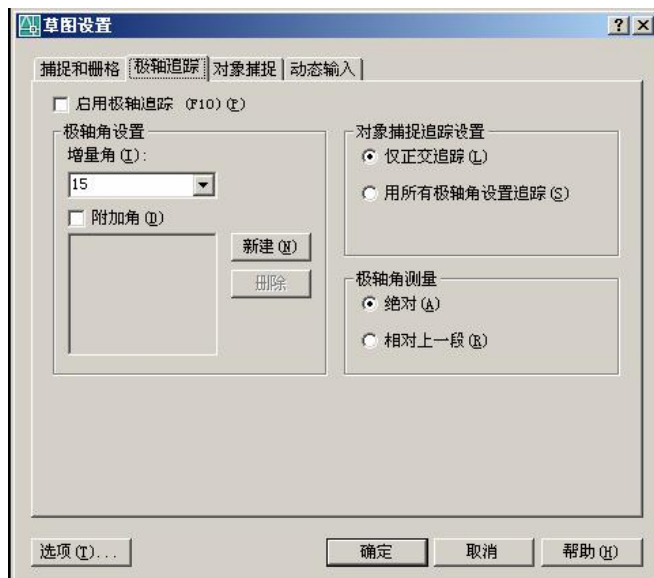 草图设置
捕捉和栅格 极轴追踪 对象捕捉 动态输入
启用极轴追踪 (F10)(P)
极轴角设置
增量角(I):
15
附加角(D)
新建(N)
删除
对象捕捉追踪设置
仅正交追踪(L)
用所有极轴角设置追踪(S)
极轴角测量
绝对(A)
相对上一段(R)
选项(T)... 确定 取消 帮助(H)